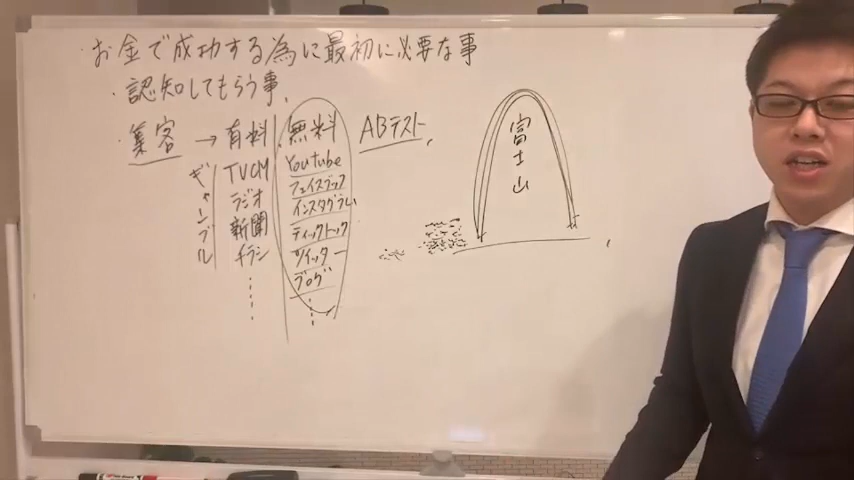 お金で成功する為に最初に必要な事
・認知してもらう事、
・集客 → 有料
TVCM
ラジオ
新聞
チラシ
ギャンブル
無料
Youtube
フェイスブック
インスタグラム
ティックトック
ツイッター
ブログ
ABテスト、
富士山